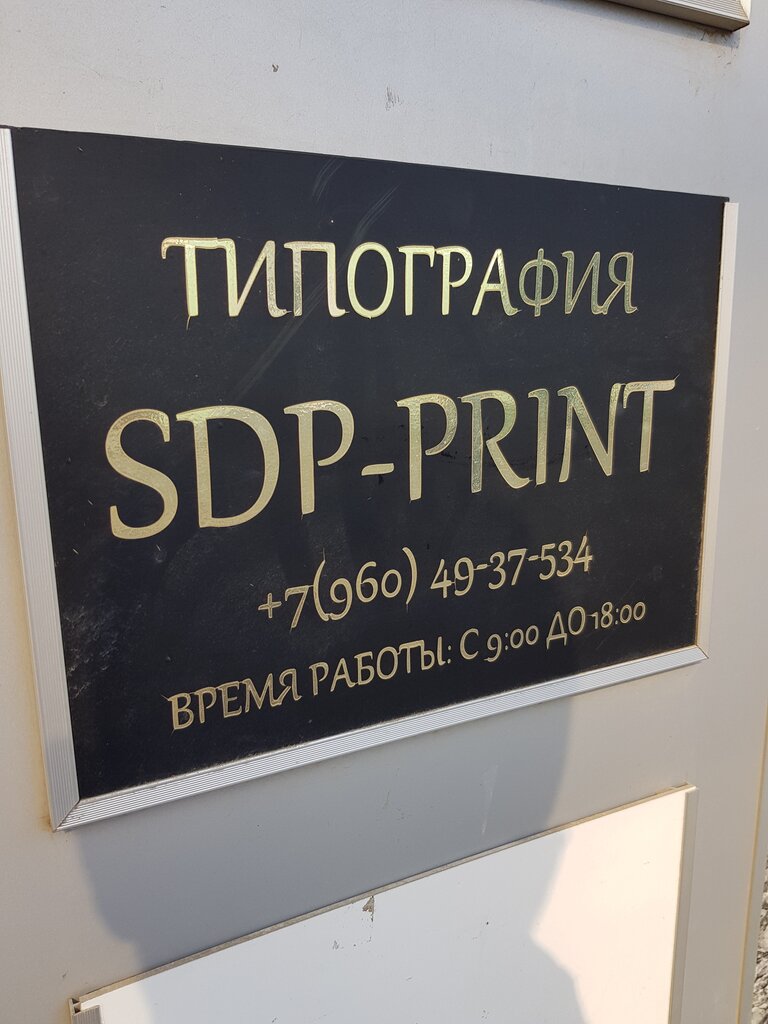 ТИПОГРАФИЯ
SDP-PRINT
+7(960) 49-37-534
ВРЕМЯ РАБОТЫ: С 9:00 ДО 18:00